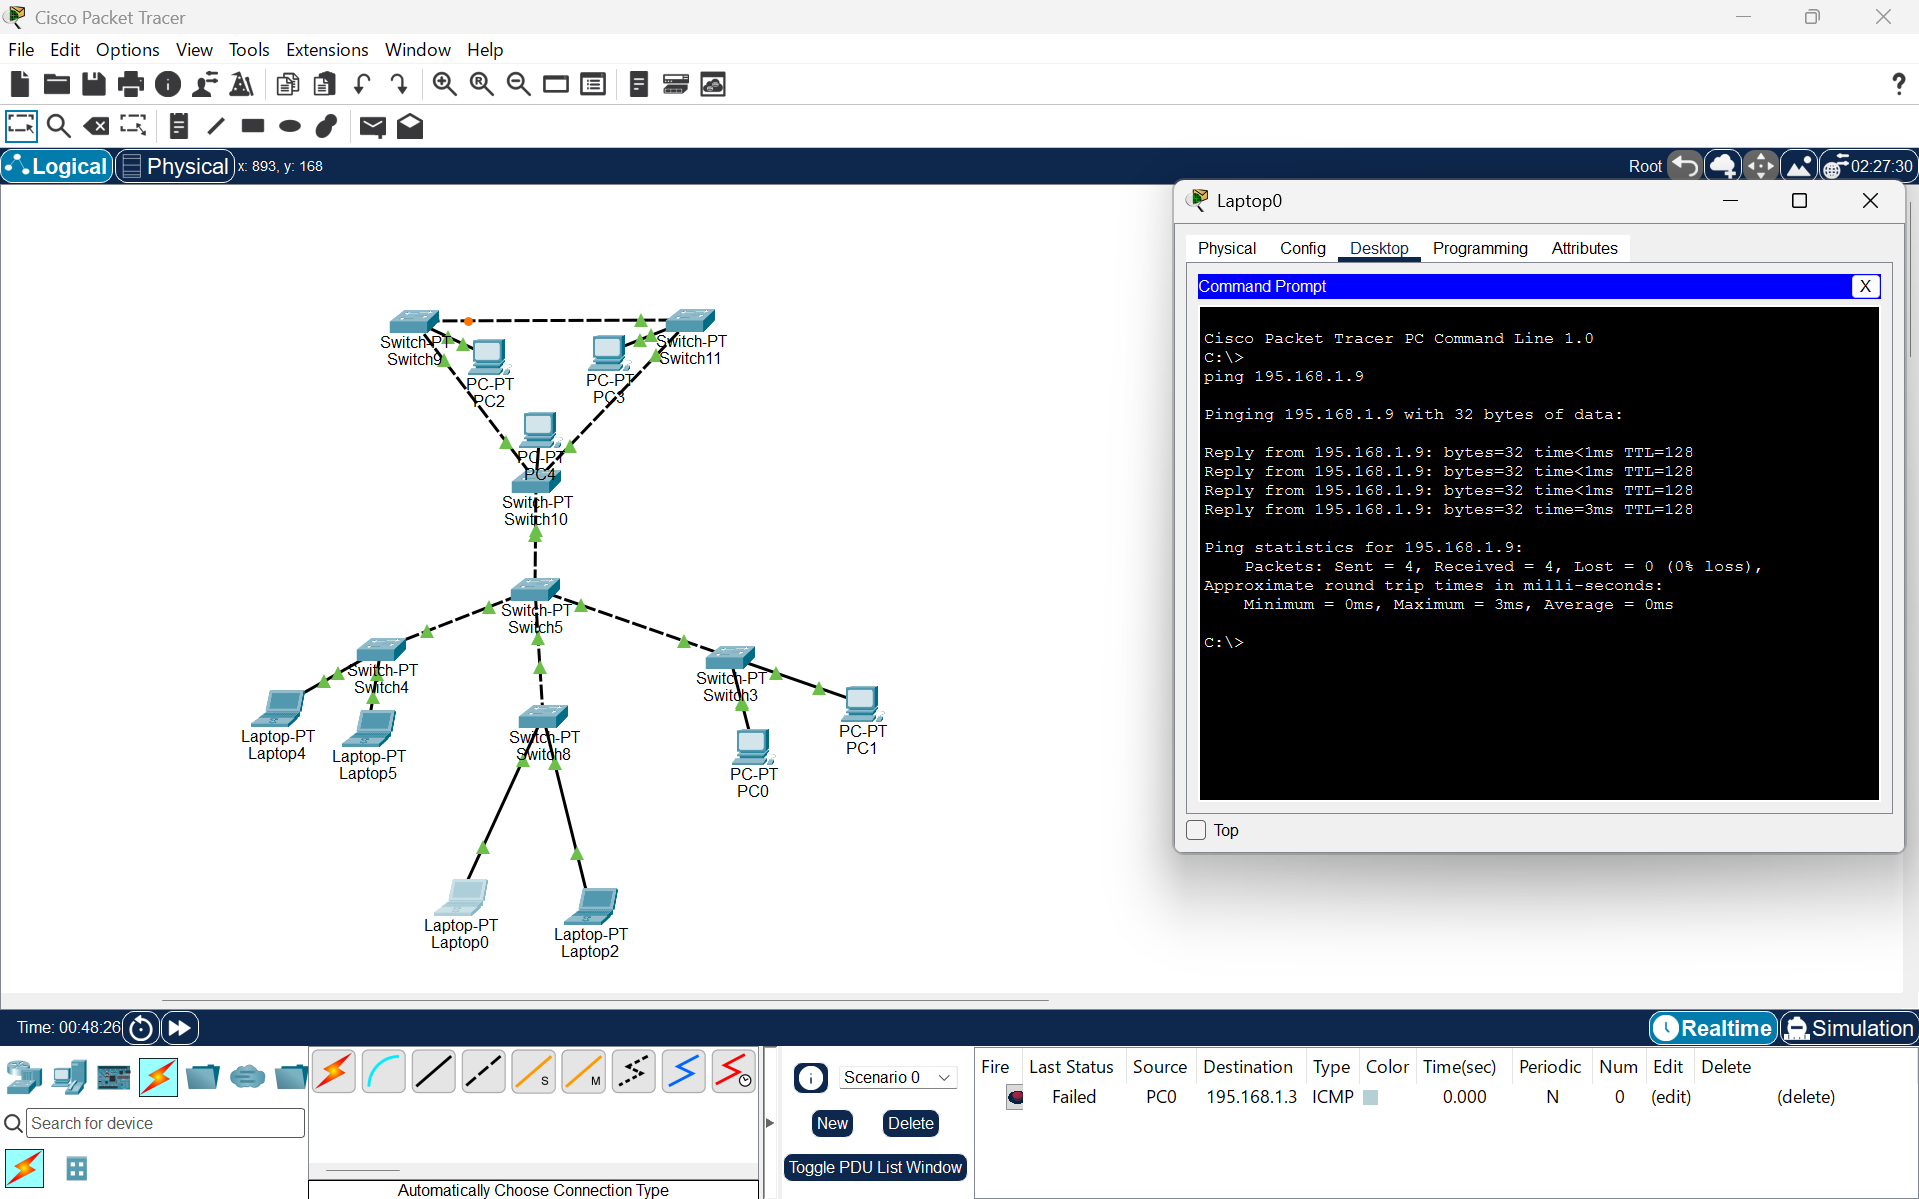 Cisco Packet Tracer
File Edit Options View Tools Extensions Window Help
Logical Physical x: 893, y: 168
Root 02:27:30
Switch-PT
Switch9
Switch-PT
Switch11
PC-PT
PC2
PC-PT
PC3
PC-PT
PC4
Switch-PT
Switch10
Switch-PT
Switch5
Switch-PT
Switch4
Switch-PT
Switch3
Laptop-PT
Laptop4
Laptop-PT
Laptop5
Switch-PT
Switch8
PC-PT
PC1
PC-PT
PC0
Laptop-PT
Laptop0
Laptop-PT
Laptop2
Laptop0
Physical Config Desktop Programming Attributes
Command Prompt X
Cisco Packet Tracer PC Command Line 1.0
C:\>
ping 195.168.1.9
Pinging 195.168.1.9 with 32 bytes of data:
Reply from 195.168.1.9: bytes=32 time<1ms TTL=128
Reply from 195.168.1.9: bytes=32 time<1ms TTL=128
Reply from 195.168.1.9: bytes=32 time<1ms TTL=128
Reply from 195.168.1.9: bytes=32 time=3ms TTL=128
Ping statistics for 195.168.1.9:
Packets: Sent = 4, Received = 4, Lost = 0 (0% loss),
Approximate round trip times in milli-seconds:
Minimum = 0ms, Maximum = 3ms, Average = 0ms
C:\>
Top
Time: 00:48:26
Realtime Simulation
S M
Search for device
Automatically Choose Connection Type
Scenario 0
New Delete
Toggle PDU List Window
Fire Last Status Source Destination Type Color Time(sec) Periodic Num Edit Delete
Failed PC0 195.168.1.3 ICMP 0.000 N 0 (edit) (delete)